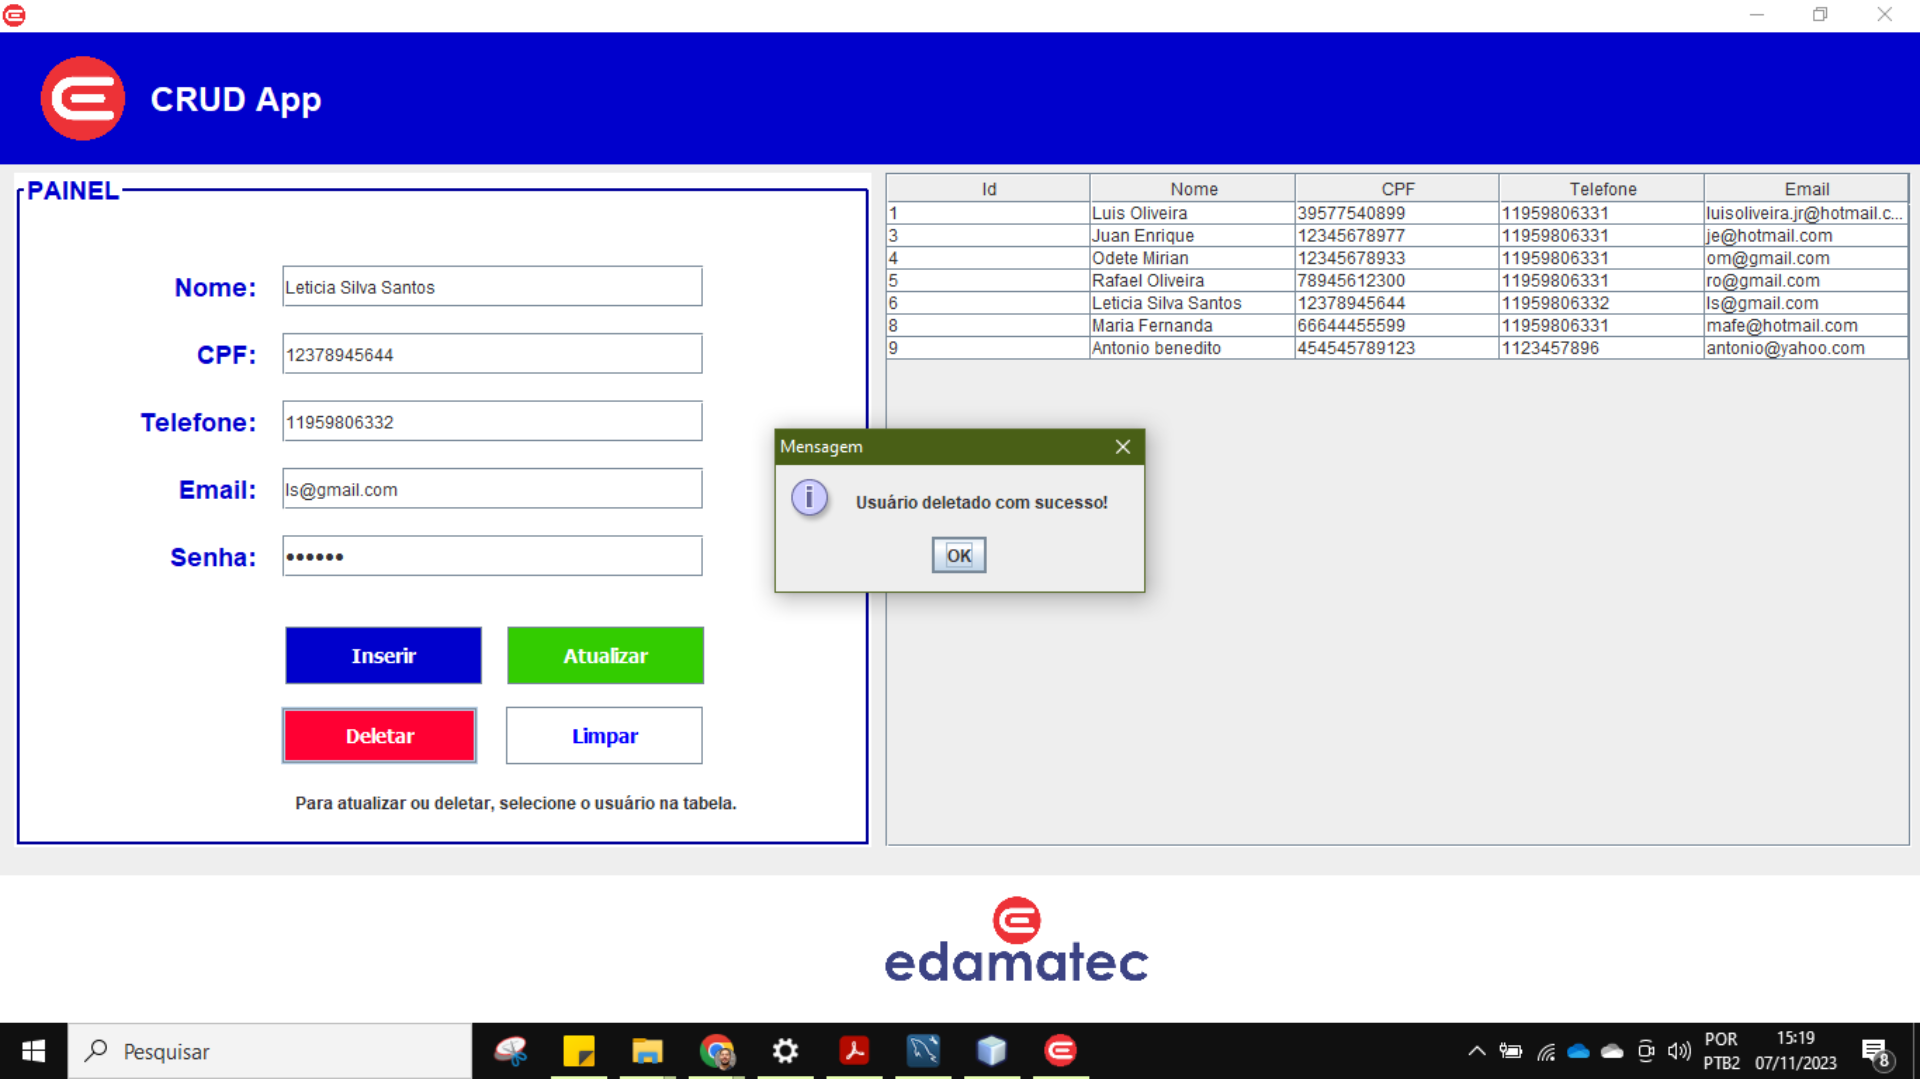 CRUD App
PAINEL
Nome: Leticia Silva Santos
CPF: 12378945644
Telefone: 11959806332
Email: ls@gmail.com
Senha: ••••••
Inserir Atualizar
Deletar Limpar
Para atualizar ou deletar, selecione o usuário na tabela.
Id Nome CPF Telefone Email
1 Luis Oliveira 39577540899 11959806331 luisoliveira.jr@hotmail.c...
3 Juan Enrique 12345678977 11959806331 je@hotmail.com
4 Odete Mirian 12345678933 11959806331 om@gmail.com
5 Rafael Oliveira 78945612300 11959806331 ro@gmail.com
6 Leticia Silva Santos 12378945644 11959806332 ls@gmail.com
8 Maria Fernanda 66644455599 11959806331 mafe@hotmail.com
9 Antonio benedito 454545789123 1123457896 antonio@yahoo.com
Mensagem
Usuário deletado com sucesso!
OK
edamatec
Pesquisar
POR
PTB2
15:19
07/11/2023
8